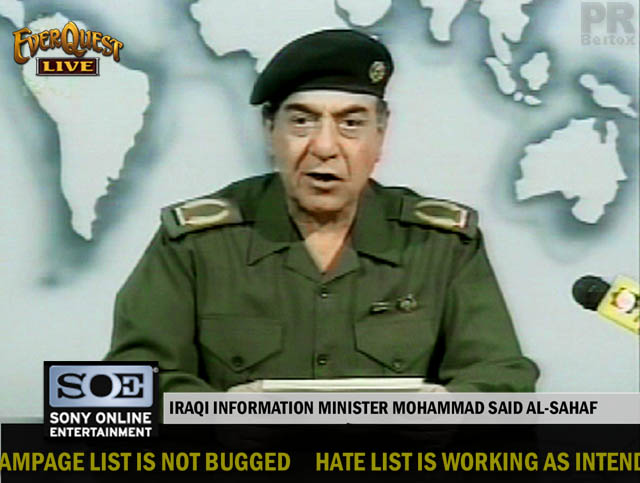 EVERQUEST
LIVE
PR
BerTox
SOE
SONY ONLINE
ENTERTAINMENT
IRAQI INFORMATION MINISTER MOHAMMAD SAID AL-SAHAF
AMPAGE LIST IS NOT BUGGED HATE LIST IS WORKING AS INTEND